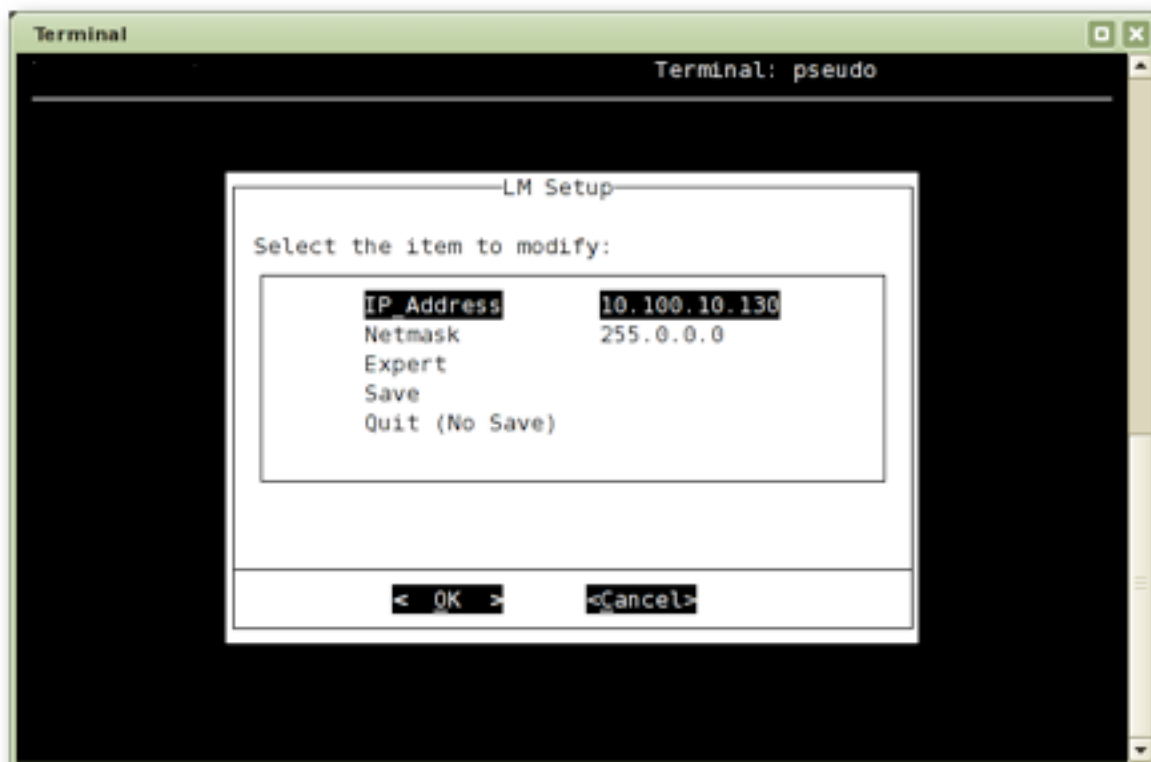 Terminal
Terminal: pseudo
LM Setup
Select the item to modify:
IP_Address 10.100.10.130
Netmask 255.0.0.0
Expert
Save
Quit (No Save)
< OK > <Cancel>